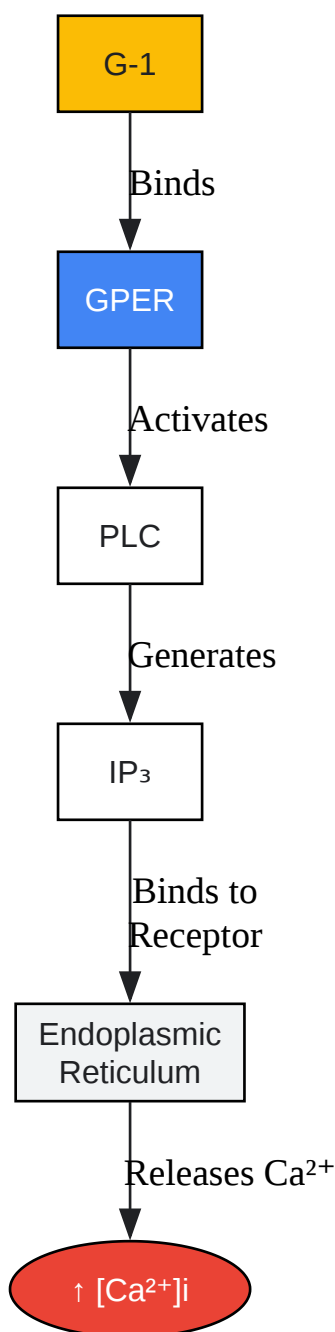 G-1
Binds
GPER
Activates
PLC
Generates
IP₃
Binds to
Receptor
Endoplasmic
Reticulum
Releases Ca²⁺
↑ [Ca²⁺]i